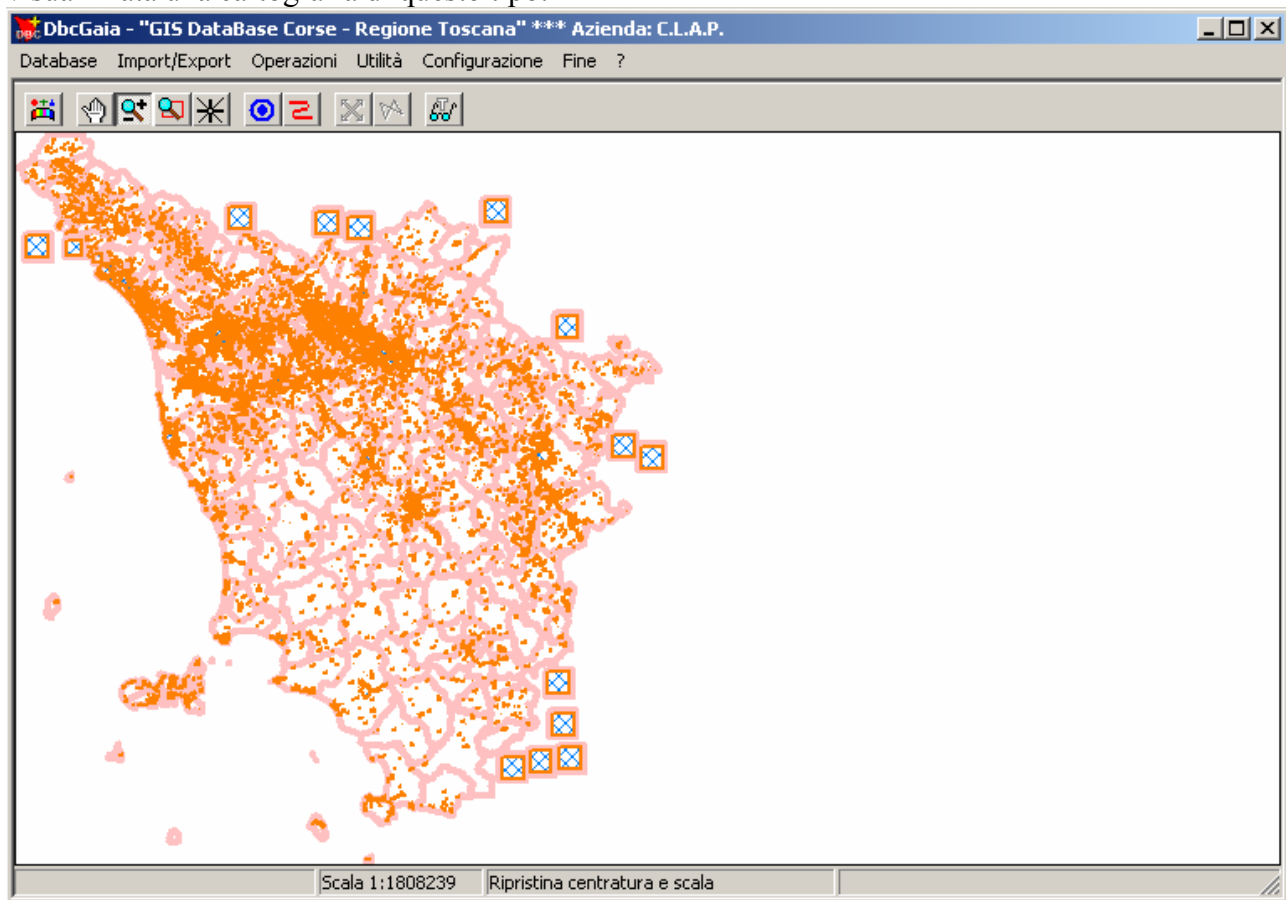 DbcGaia - "GIS DataBase Corse - Regione Toscana" *** Azienda: C.L.A.P.
Database Import/Export Operazioni Utilità Configurazione Fine ?
Scala 1:1808239 Ripristina centratura e scala